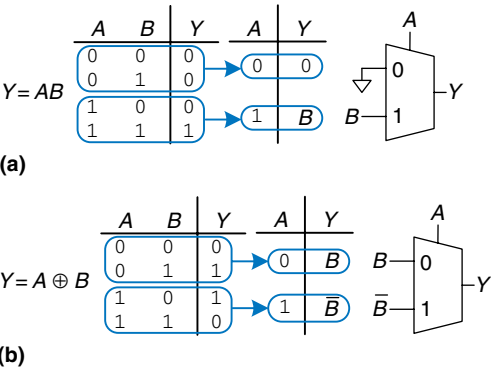 A B Y A Y A
0 0 0
0 1 0
0 0
0
Y = AB
1 0 0
1 1 1
1 B
B 1 Y
(a)
A B Y A Y A
0 0 0
0 1 1
0 B
B 0
Y = A ⊕ B
1 0 1
1 1 0
1 B̅
B̅ 1 Y
(b)